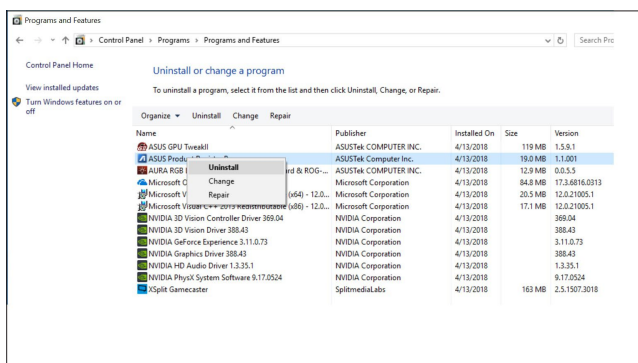 Programs and Features
Control Panel > Programs > Programs and Features
Search Pro
Control Panel Home
View installed updates
Turn Windows features on or
off
Uninstall or change a program
To uninstall a program, select it from the list and then click Uninstall, Change, or Repair.
Organize Uninstall Change Repair
Name Publisher Installed On Size Version
ASUS GPU TweakII ASUSTek COMPUTER INC. 4/13/2018 119 MB 1.5.9.1
ASUS Product ASUSTek Computer Inc. 4/13/2018 19.0 MB 1.1.001
AURA RGB rd & ROG-... ASUSTek COMPUTER INC. 4/13/2018 12.9 MB 0.0.5.5
Microsoft O Microsoft Corporation 4/13/2018 84.8 MB 17.3.6816.0313
Microsoft V (x64) - 12.0... Microsoft Corporation 4/13/2018 20.5 MB 12.0.21005.1
Microsoft Visual C++ 2013 Redistributable (x86) - 12.0... Microsoft Corporation 4/13/2018 17.1 MB 12.0.21005.1
Uninstall
Change
Repair
NVIDIA 3D Vision Controller Driver 369.04 NVIDIA Corporation 4/13/2018 369.04
NVIDIA 3D Vision Driver 388.43 NVIDIA Corporation 4/13/2018 388.43
NVIDIA GeForce Experience 3.11.0.73 NVIDIA Corporation 4/13/2018 3.11.0.73
NVIDIA Graphics Driver 388.43 NVIDIA Corporation 4/13/2018 388.43
NVIDIA HD Audio Driver 1.3.35.1 NVIDIA Corporation 4/13/2018 1.3.35.1
NVIDIA PhysX System Software 9.17.0524 NVIDIA Corporation 4/13/2018 9.17.0524
XSplit Gamecaster SplitmediaLabs 4/13/2018 163 MB 2.5.1507.3018